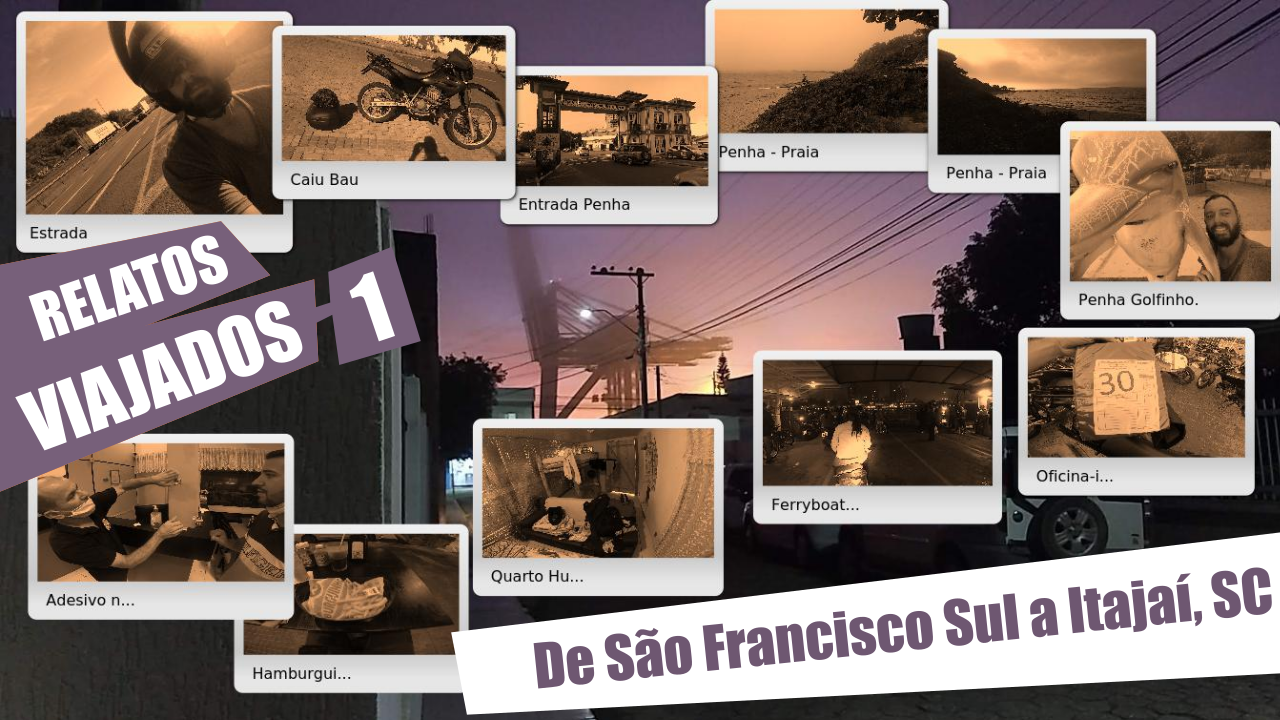 Estrada
Caiu Bau
Entrada Penha
Penha - Praia
Penha - Praia
Penha Golfinho.
RELATOS
VIAJADOS - 1
Oficina-i...
30
Ferryboat...
Quarto Hu...
Adesivo n...
Hamburgui...
De São Francisco Sul a Itajaí, SC